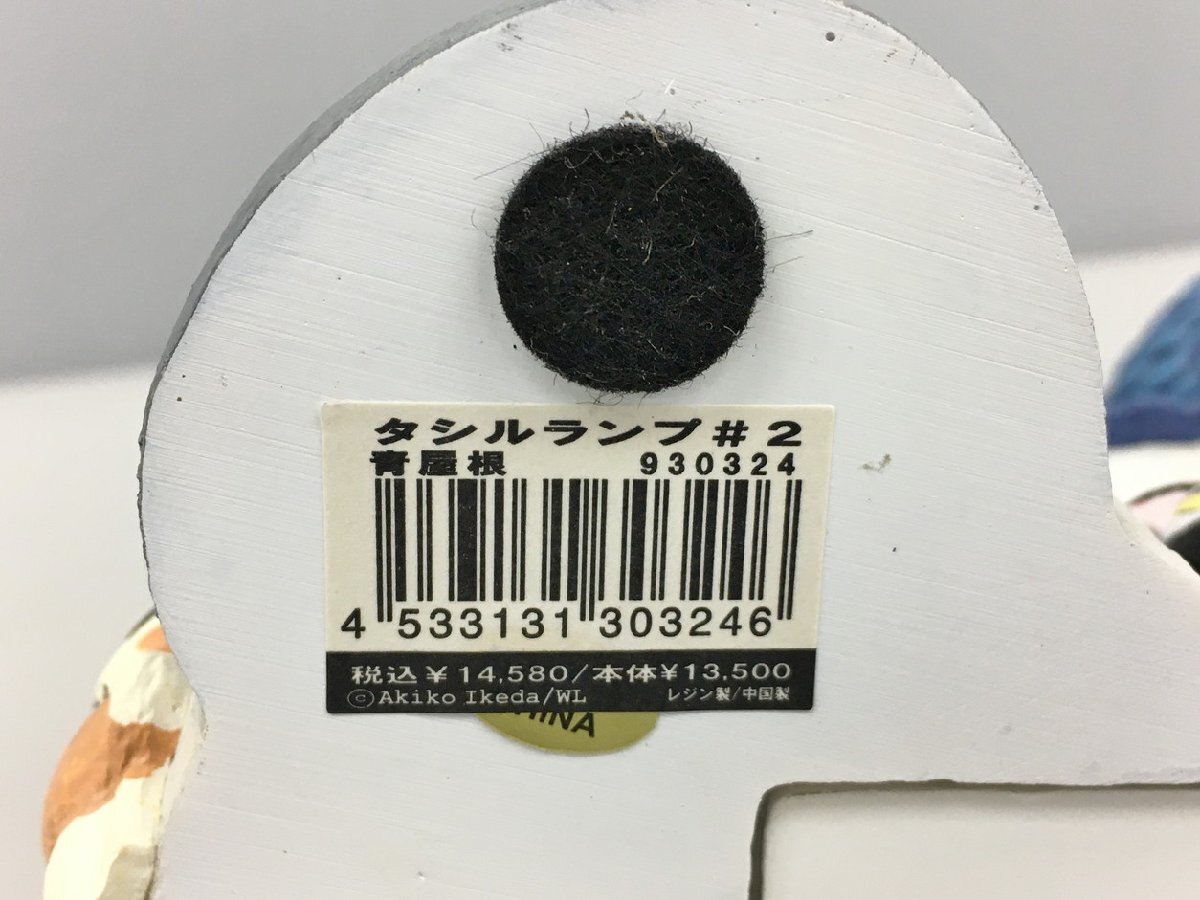 タシルランプ#2
青屋根 930324
4 533131 303246
税込¥14,580/本体¥13,500
©Akiko Ikeda/WL レジン製/中国製